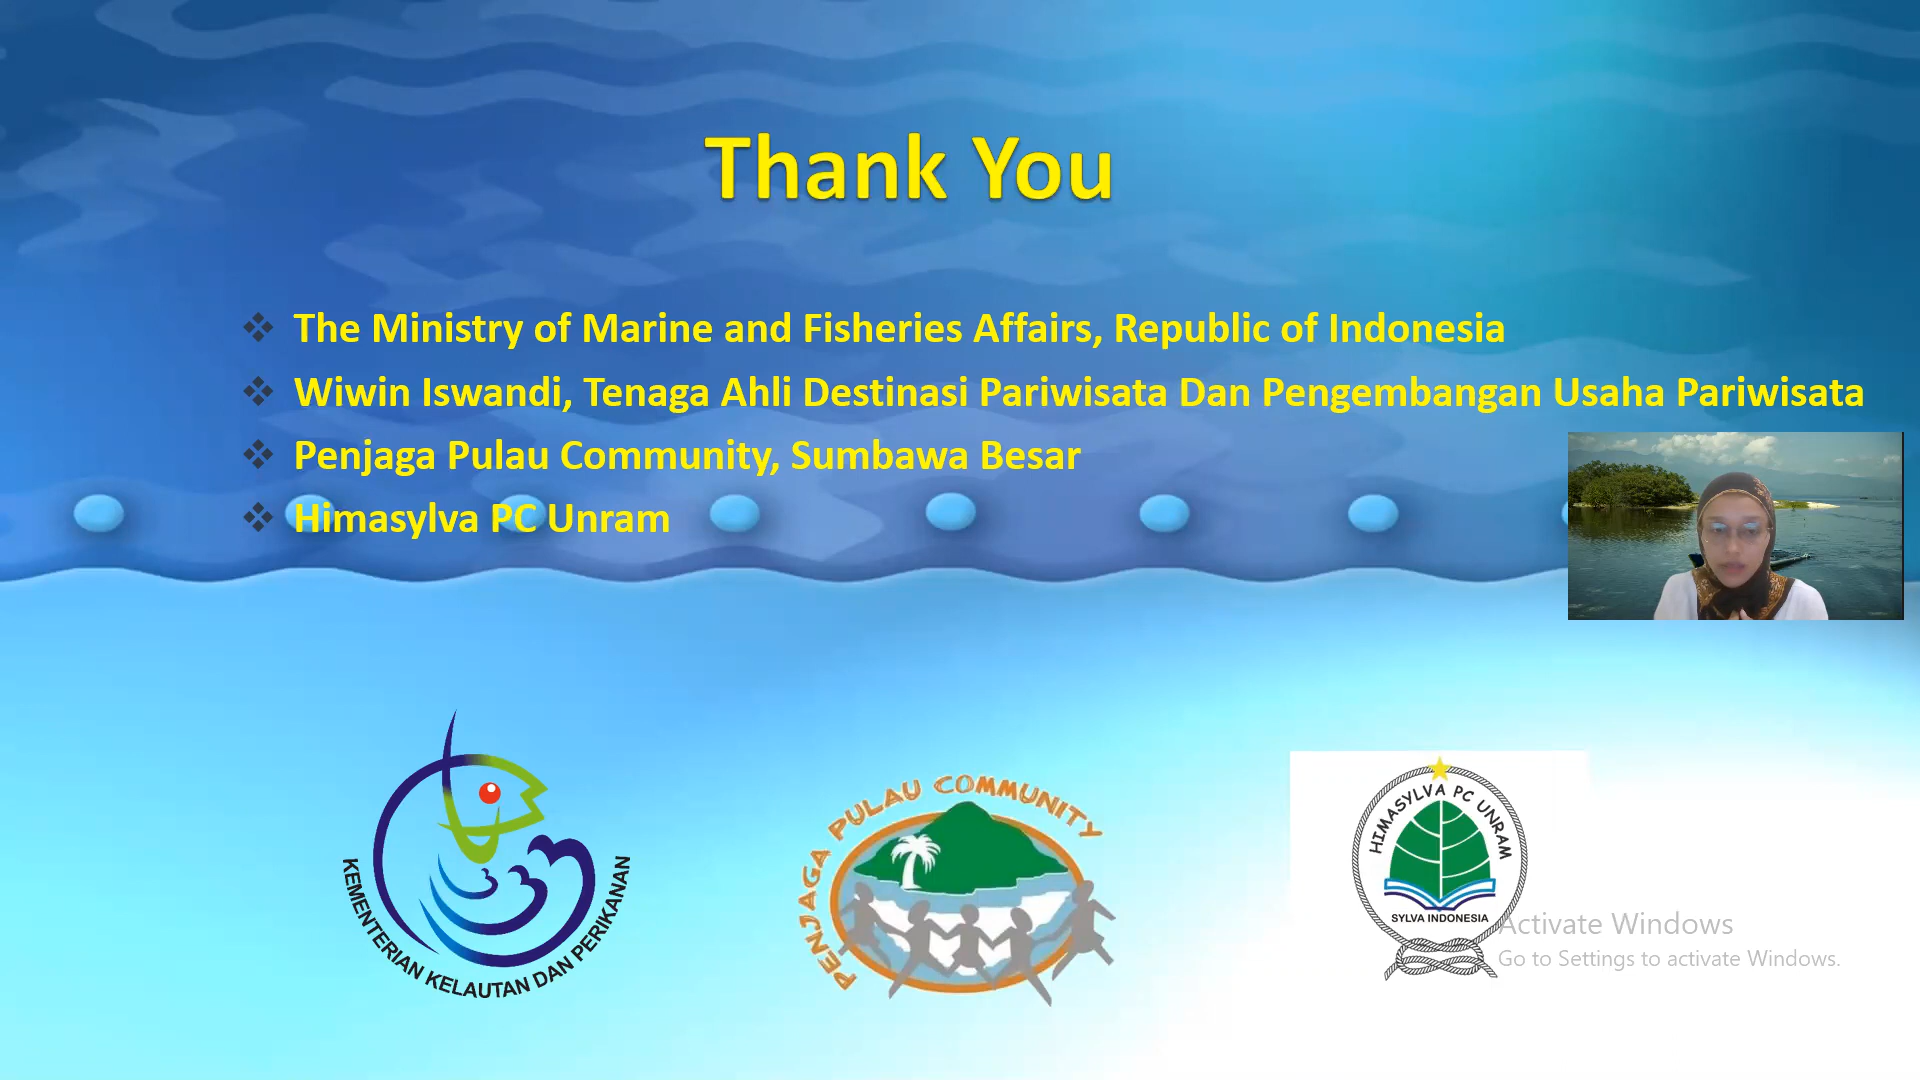 Thank You
❖ The Ministry of Marine and Fisheries Affairs, Republic of Indonesia
❖ Wiwin Iswandi, Tenaga Ahli Destinasi Pariwisata Dan Pengembangan Usaha Pariwisata
❖ Penjaga Pulau Community, Sumbawa Besar
❖ Himasylva PC Unram
KEMENTERIAN KELAUTAN DAN PERIKANAN
PENJAGA PULAU COMMUNITY
HIMASYLVA PC UNRAM
SYLVA INDONESIA
Activate Windows
Go to Settings to activate Windows.